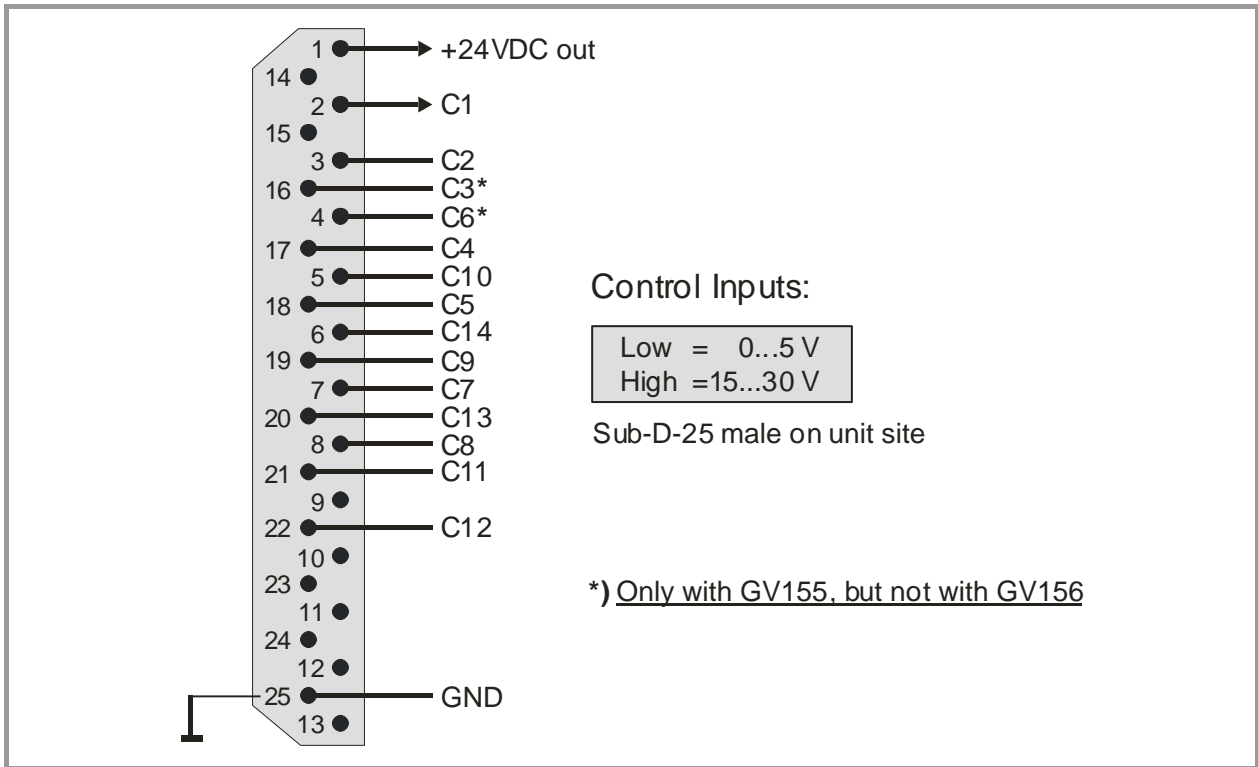 1 +24VDC out
14
2 C1
15
3 C2
16 C3*
4 C6*
17 C4
5 C10
18 C5
6 C14
19 C9
7 C7
20 C13
8 C8
21 C11
9
22 C12
10
23
11
24
12
25 GND
13
Control Inputs:
Low = 0...5 V
High =15...30 V
Sub-D-25 male on unit site
*) Only with GV155, but not with GV156